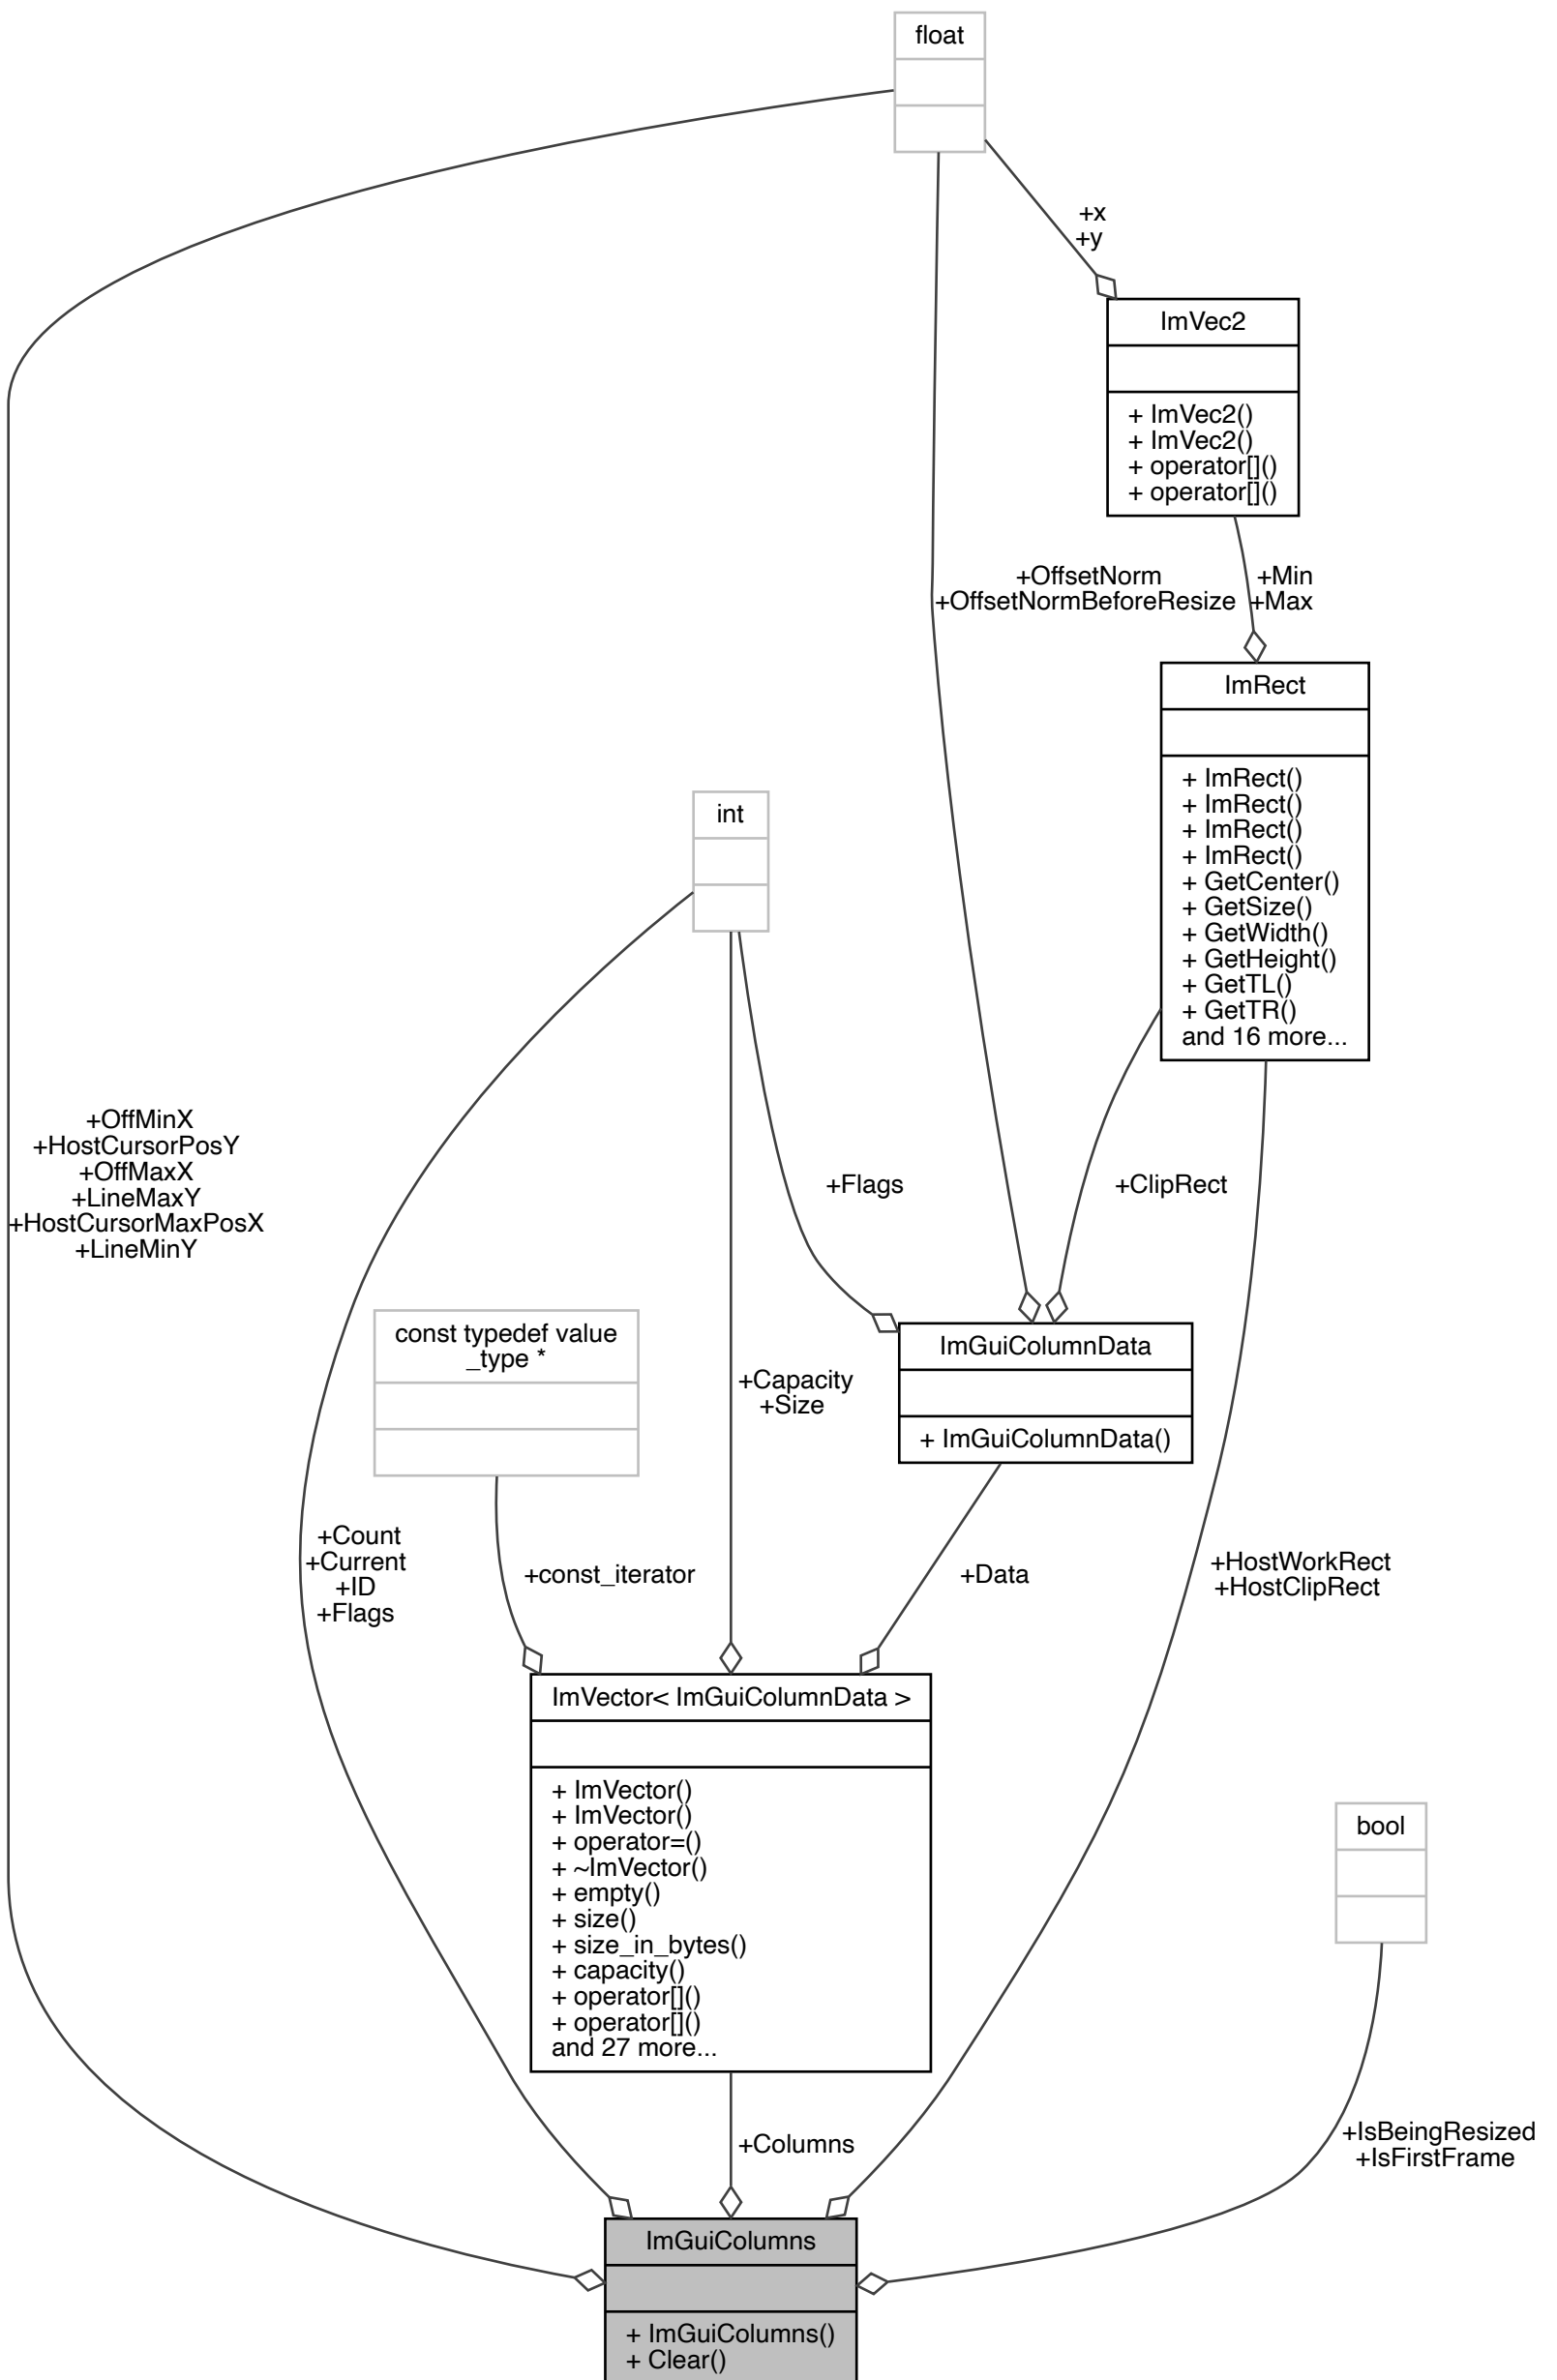 float
+x
+y
ImVec2
+ ImVec2()
+ ImVec2()
+ operator[]()
+ operator[]()
+OffsetNorm
+OffsetNormBeforeResize
+Min
+Max
ImRect
+ ImRect()
+ ImRect()
+ ImRect()
+ ImRect()
+ GetCenter()
+ GetSize()
+ GetWidth()
+ GetHeight()
+ GetTL()
+ GetTR()
and 16 more...
int
+OffMinX
+HostCursorPosY
+OffMaxX
+LineMaxY
+HostCursorMaxPosX
+LineMinY
+Flags
+ClipRect
const typedef value
_type *
ImGuiColumnData
+ ImGuiColumnData()
+Capacity
+Size
+Count
+Current
+ID
+Flags
+const_iterator
+Data
+HostWorkRect
+HostClipRect
ImVector< ImGuiColumnData >
+ ImVector()
+ ImVector()
+ operator=()
+ ~ImVector()
+ empty()
+ size()
+ size_in_bytes()
+ capacity()
+ operator[]()
+ operator[]()
and 27 more...
bool
+Columns
+IsBeingResized
+IsFirstFrame
ImGuiColumns
+ ImGuiColumns()
+ Clear()